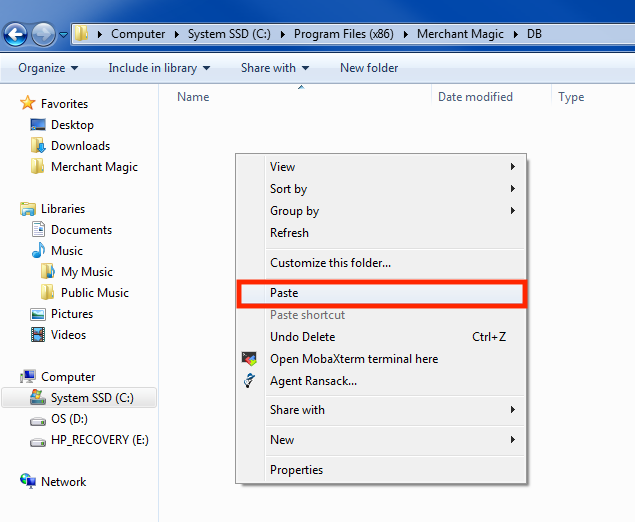 Computer System SSD (C:) Program Files (x86) Merchant Magic DB
Organize Include in library Share with New folder
Name Date modified Type
Favorites
Desktop
Downloads
Merchant Magic
Libraries
Documents
Music
My Music
Public Music
Pictures
Videos
Computer
System SSD (C:)
OS (D:)
HP_RECOVERY (E:)
Network
View
Sort by
Group by
Refresh
Customize this folder...
Paste
Paste shortcut
Undo Delete Ctrl+Z
Open MobaXterm terminal here
Agent Ransack...
Share with
New
Properties